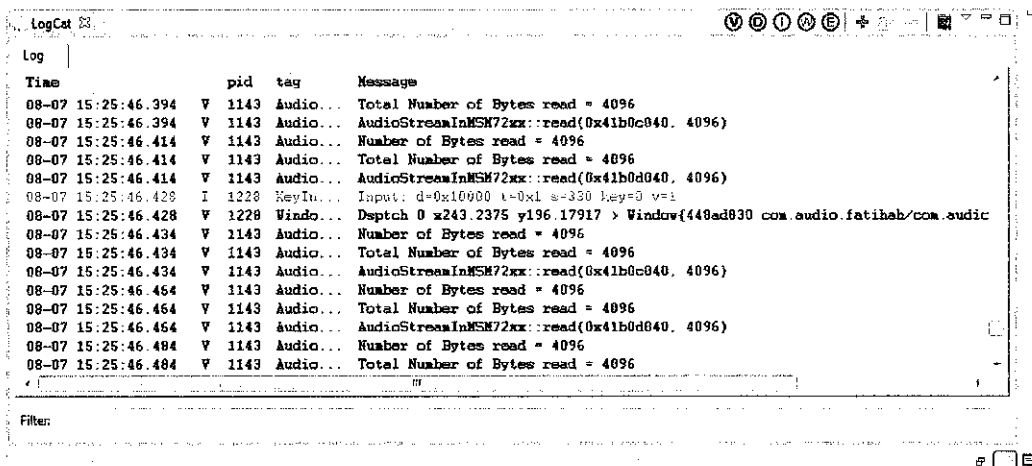 LogCat
V D I W E
Log
Time pid tag Message
08-07 15:25:46.394 V 1143 Audio... Total Number of Bytes read = 4096
08-07 15:25:46.394 V 1143 Audio... AudioStreamInMSM72xx::read(0x41b0c840, 4096)
08-07 15:25:46.414 V 1143 Audio... Number of Bytes read = 4096
08-07 15:25:46.414 V 1143 Audio... Total Number of Bytes read = 4096
08-07 15:25:46.414 V 1143 Audio... AudioStreamInMSM72xx::read(0x41b0d040, 4096)
08-07 15:25:46.428 I 1228 KeyIn... Input: d=0x10000 t=0x1 s=330 key=0 v=1
08-07 15:25:46.428 V 1228 Windo... Dsptch 0 x243.2375 y196.17917 > Window{448ad830 com.audio.fatihab/com.audic
08-07 15:25:46.434 V 1143 Audio... Number of Bytes read = 4096
08-07 15:25:46.434 V 1143 Audio... Total Number of Bytes read = 4096
08-07 15:25:46.434 V 1143 Audio... AudioStreamInMSM72xx::read(0x41b0c840, 4096)
08-07 15:25:46.464 V 1143 Audio... Number of Bytes read = 4096
08-07 15:25:46.464 V 1143 Audio... Total Number of Bytes read = 4096
08-07 15:25:46.464 V 1143 Audio... AudioStreamInMSM72xx::read(0x41b0d840, 4096)
08-07 15:25:46.484 V 1143 Audio... Number of Bytes read = 4096
08-07 15:25:46.484 V 1143 Audio... Total Number of Bytes read = 4096
Filter: